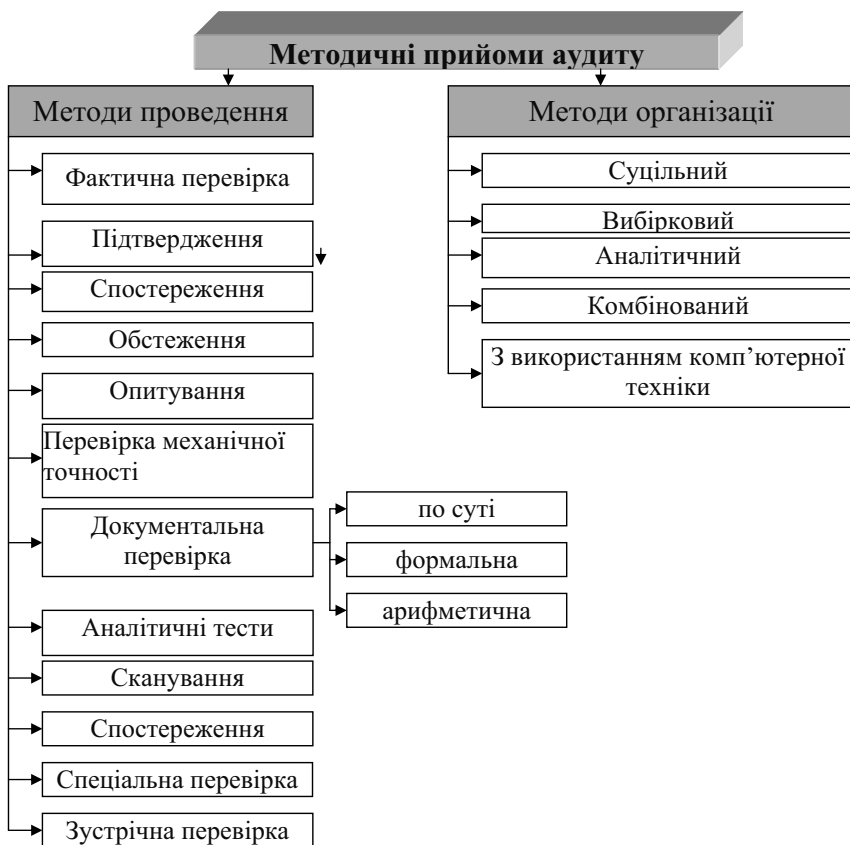 Методичні прийоми аудиту
Методи проведення
Фактична перевірка
Підтвердження
Спостереження
Обстеження
Опитування
Перевірка механічної
точності
Документальна
перевірка
по суті
формальна
арифметична
Аналітичні тести
Сканування
Спостереження
Спеціальна перевірка
Зустрічна перевірка
Методи організації
Суцільний
Вибірковий
Аналітичний
Комбінований
З використанням комп’ютерної
техніки